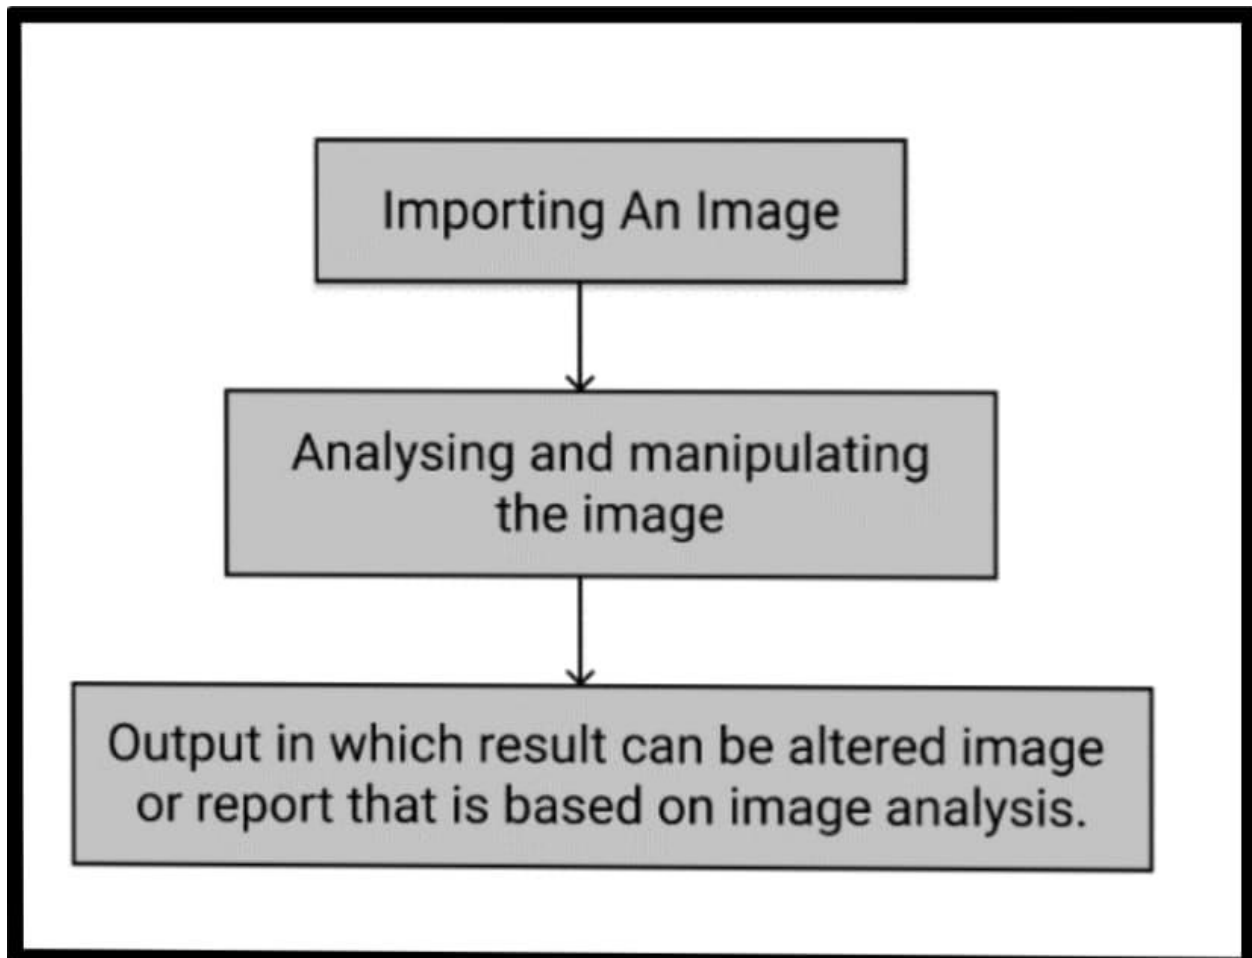 Importing An Image
Analysing and manipulating
the image
Output in which result can be altered image
or report that is based on image analysis.